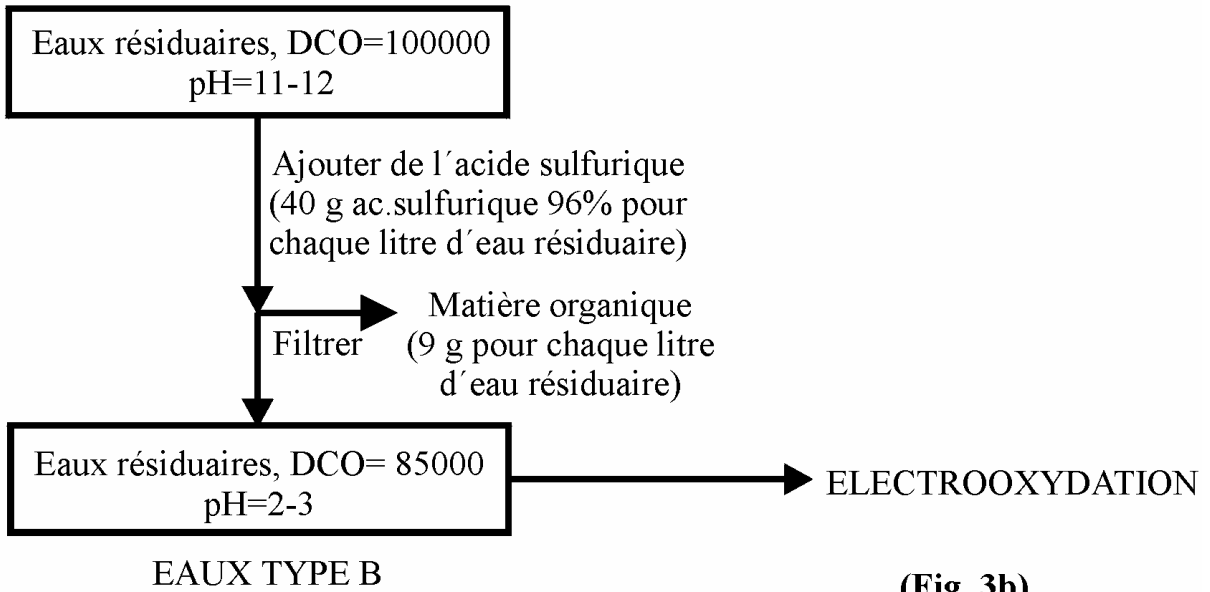 Eaux résiduaires, DCO=100000
pH=11-12
Ajouter de l´acide sulfurique
(40 g ac.sulfurique 96% pour
chaque litre d´eau résiduaire)
Matière organique
Filtrer
(9 g pour chaque litre
d´eau résiduaire)
Eaux résiduaires, DCO= 85000
pH=2-3
ELECTROOXYDATION
EAUX TYPE B
(Fig. 3b)